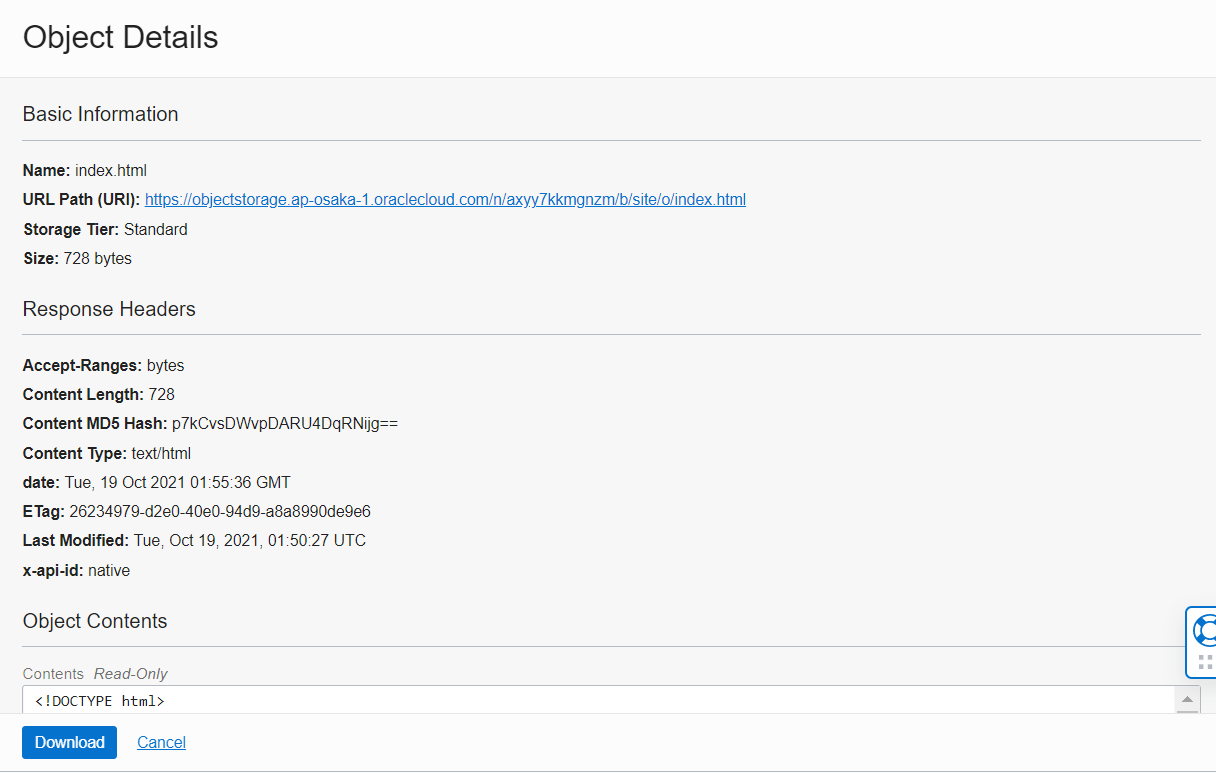 Object Details
Basic Information
Name: index.html
URL Path (URI): https://objectstorage.ap-osaka-1.oraclecloud.com/n/axyy7kkmgnzm/b/site/o/index.html
Storage Tier: Standard
Size: 728 bytes
Response Headers
Accept-Ranges: bytes
Content Length: 728
Content MD5 Hash: p7kCvsDWvpDARU4DqRNijg==
Content Type: text/html
date: Tue, 19 Oct 2021 01:55:36 GMT
ETag: 26234979-d2e0-40e0-94d9-a8a8990de9e6
Last Modified: Tue, Oct 19, 2021, 01:50:27 UTC
x-api-id: native
Object Contents
Contents Read-Only
<!DOCTYPE html>
Download Cancel